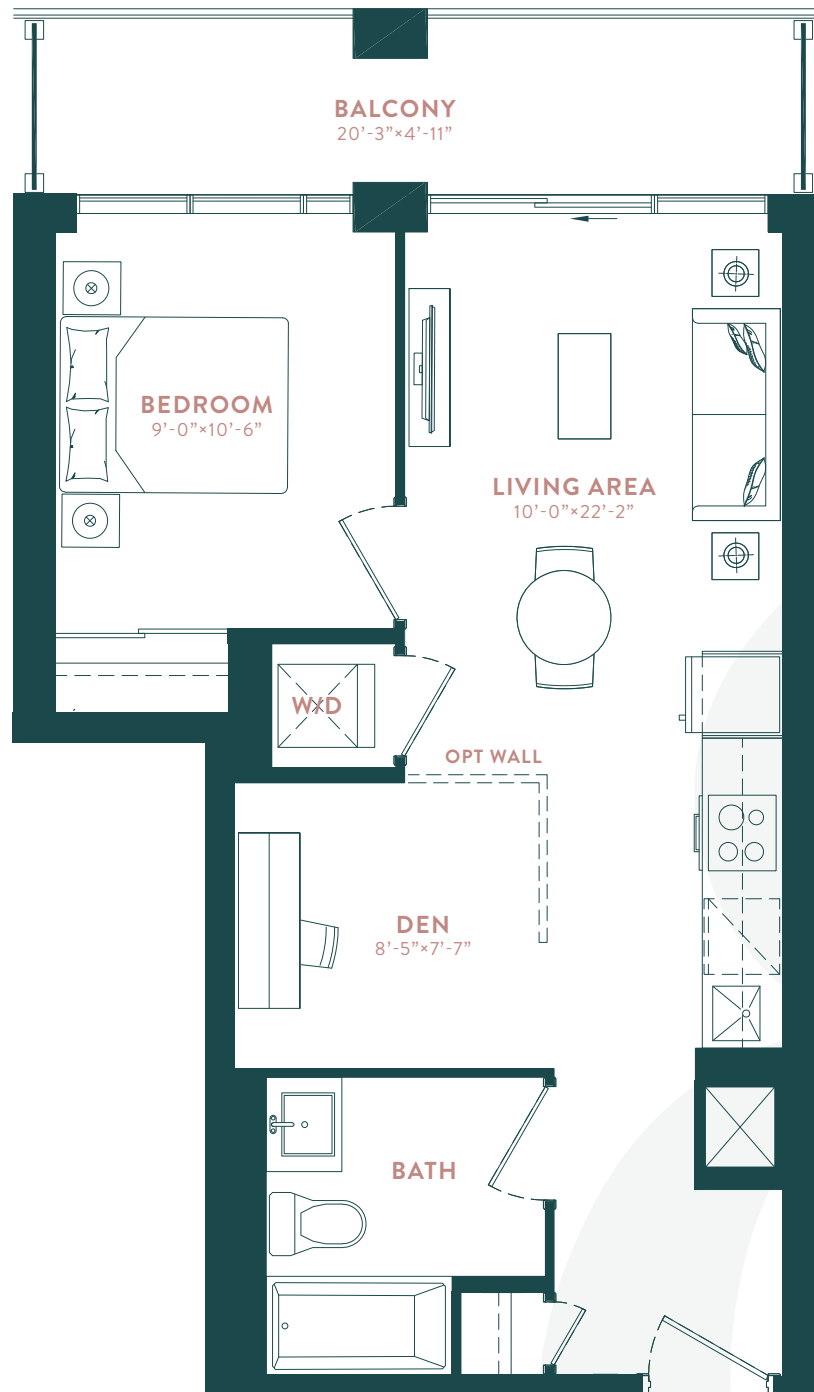 BALCONY
20’-3”×4’-11”
BEDROOM
9’-0”×10’-6”
LIVING AREA
10’-0”×22’-2”
W/D
OPT WALL
DEN
8’-5”×7’-7”
BATH